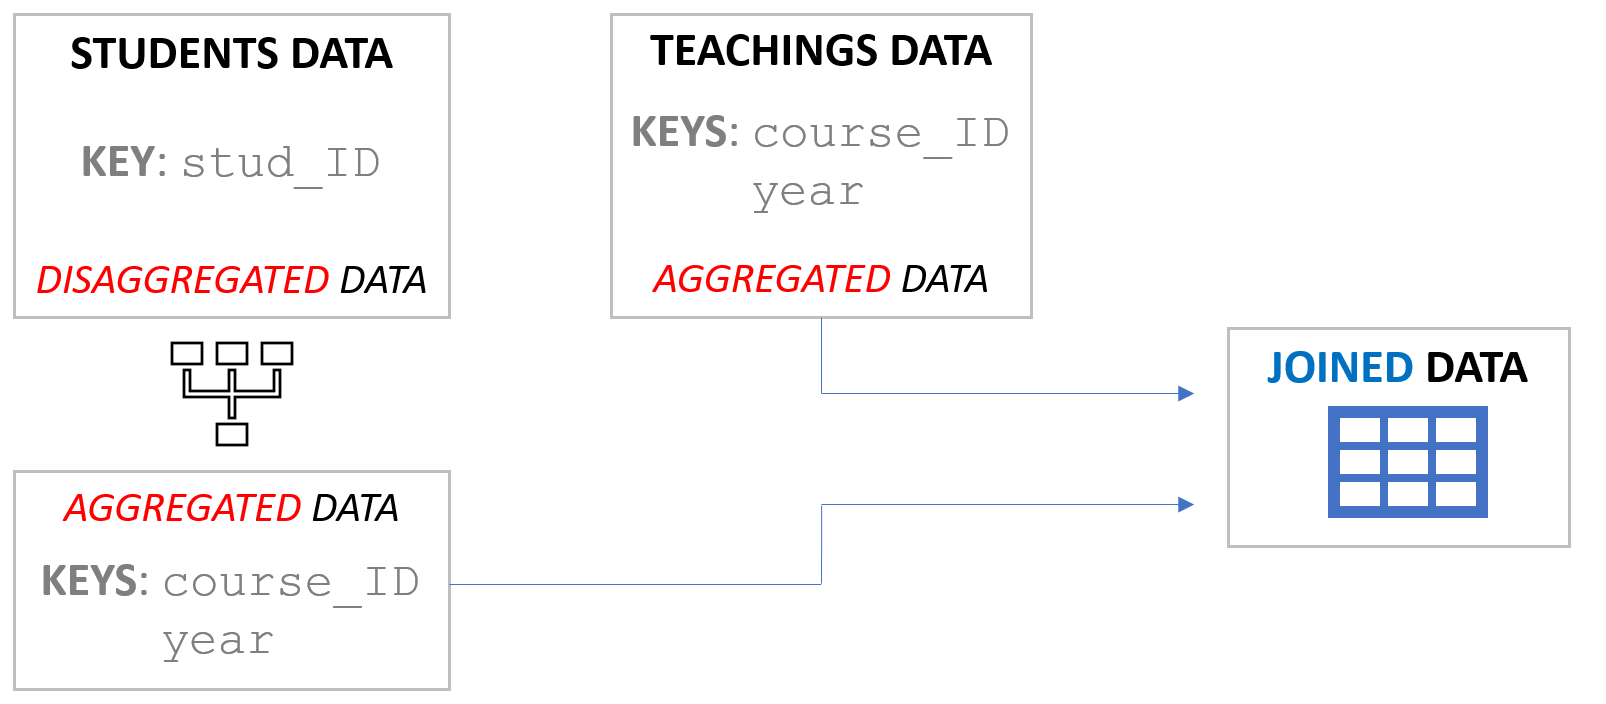 STUDENTS DATA
KEY: stud_ID
DISAGGREGATED DATA
TEACHINGS DATA
KEYS: course_ID
year
AGGREGATED DATA
AGGREGATED DATA
KEYS: course_ID
year
JOINED DATA